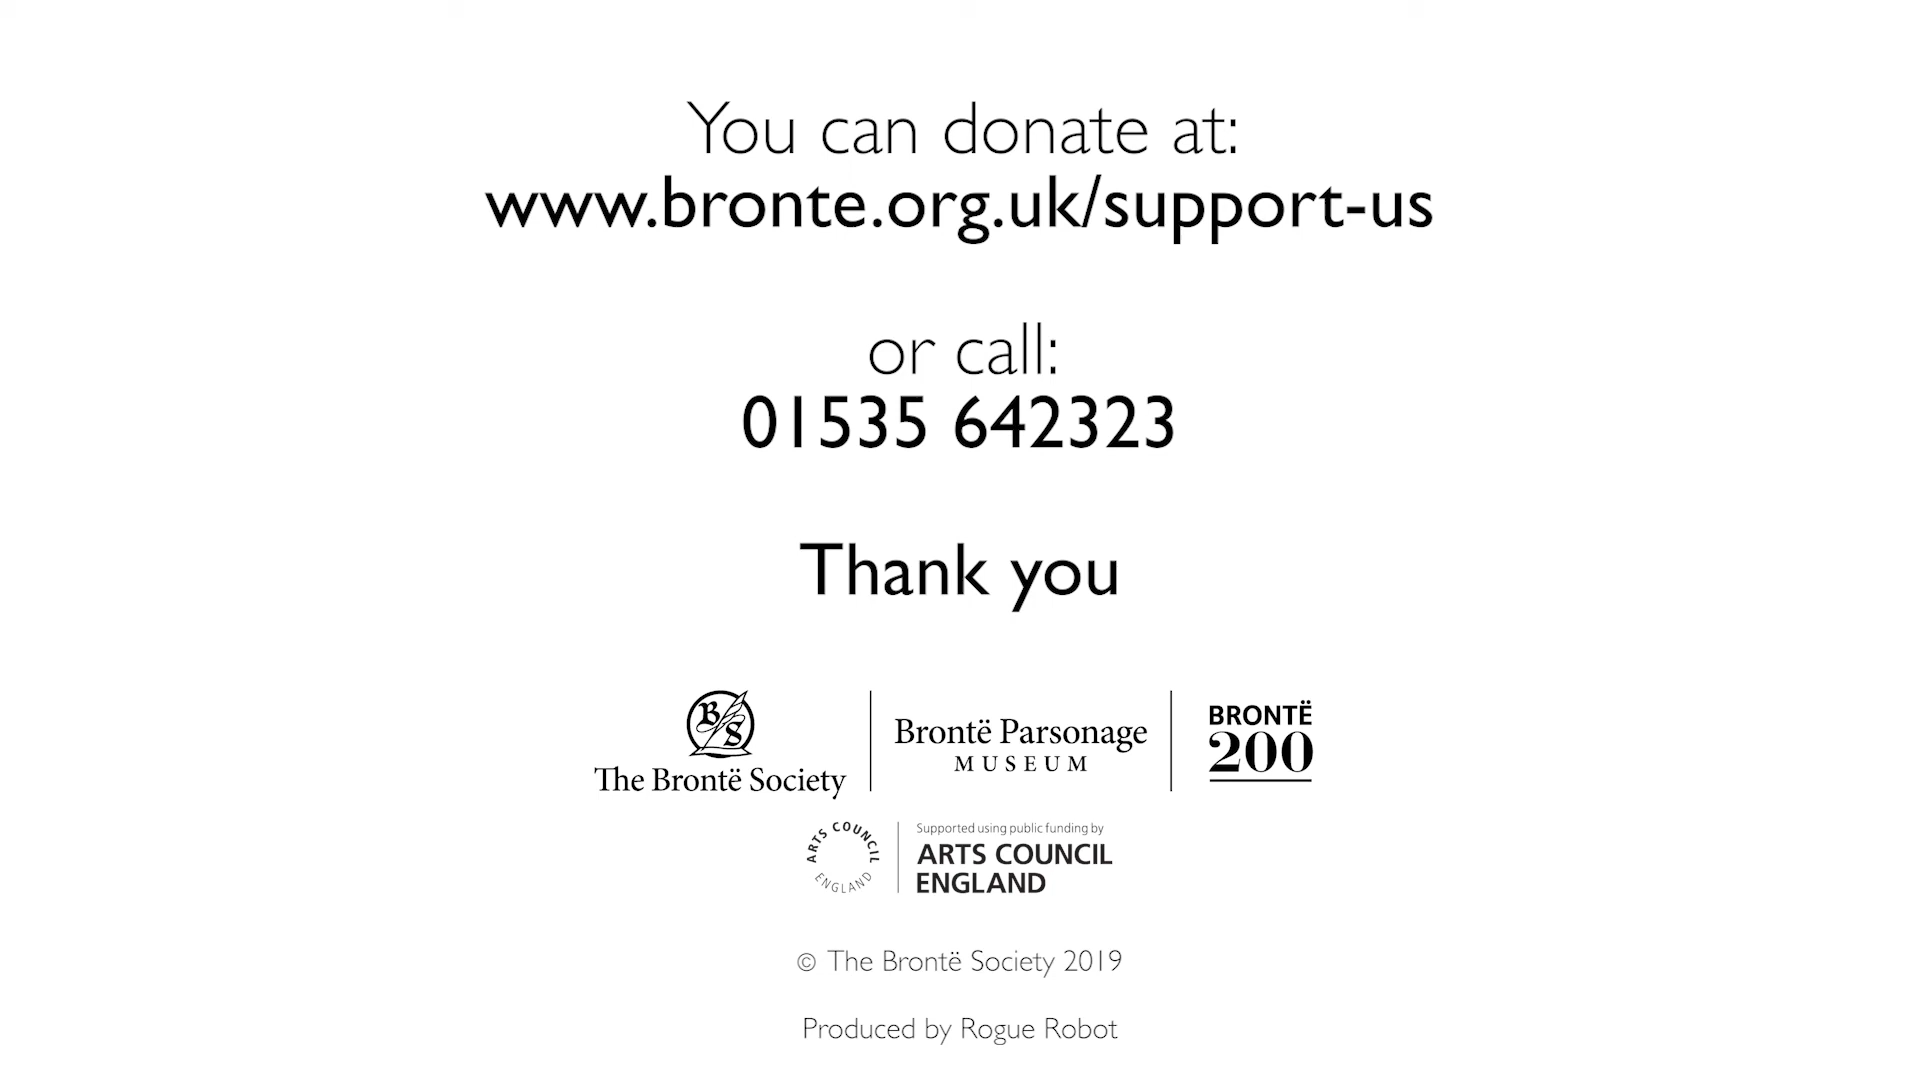 You can donate at:
www.bronte.org.uk/support-us
or call:
01535 642323
Thank you
BS
The Brontë Society
Brontë Parsonage
MUSEUM
BRONTË
200
ARTS COUNCIL
ENGLAND
Supported using public funding by
ARTS COUNCIL
ENGLAND
© The Brontë Society 2019
Produced by Rogue Robot